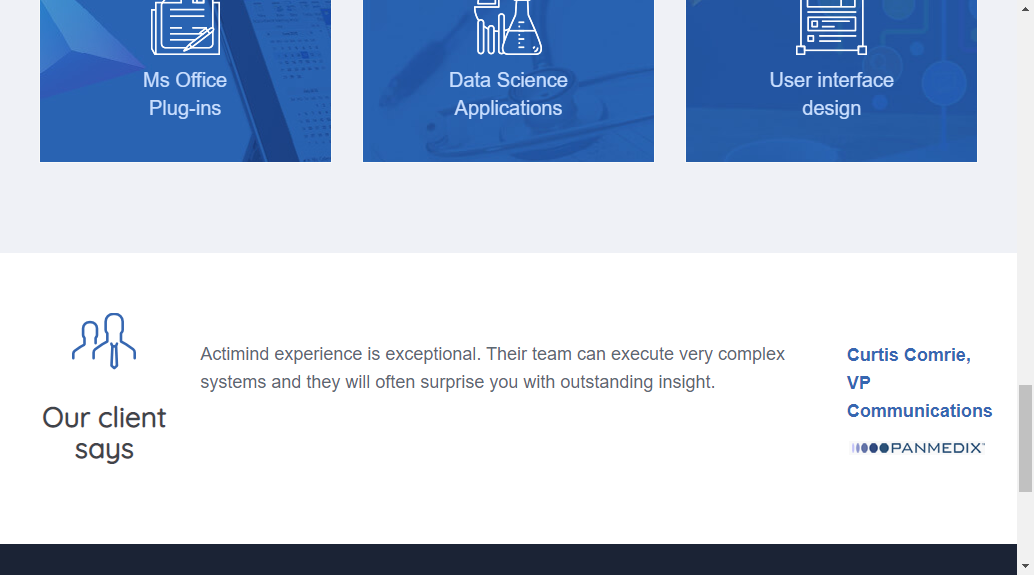 Ms Office
Plug-ins
Data Science
Applications
User interface
design
Our client
says
Actimind experience is exceptional. Their team can execute very complex
systems and they will often surprise you with outstanding insight.
Curtis Comrie,
VP
Communications
PANMEDIX™